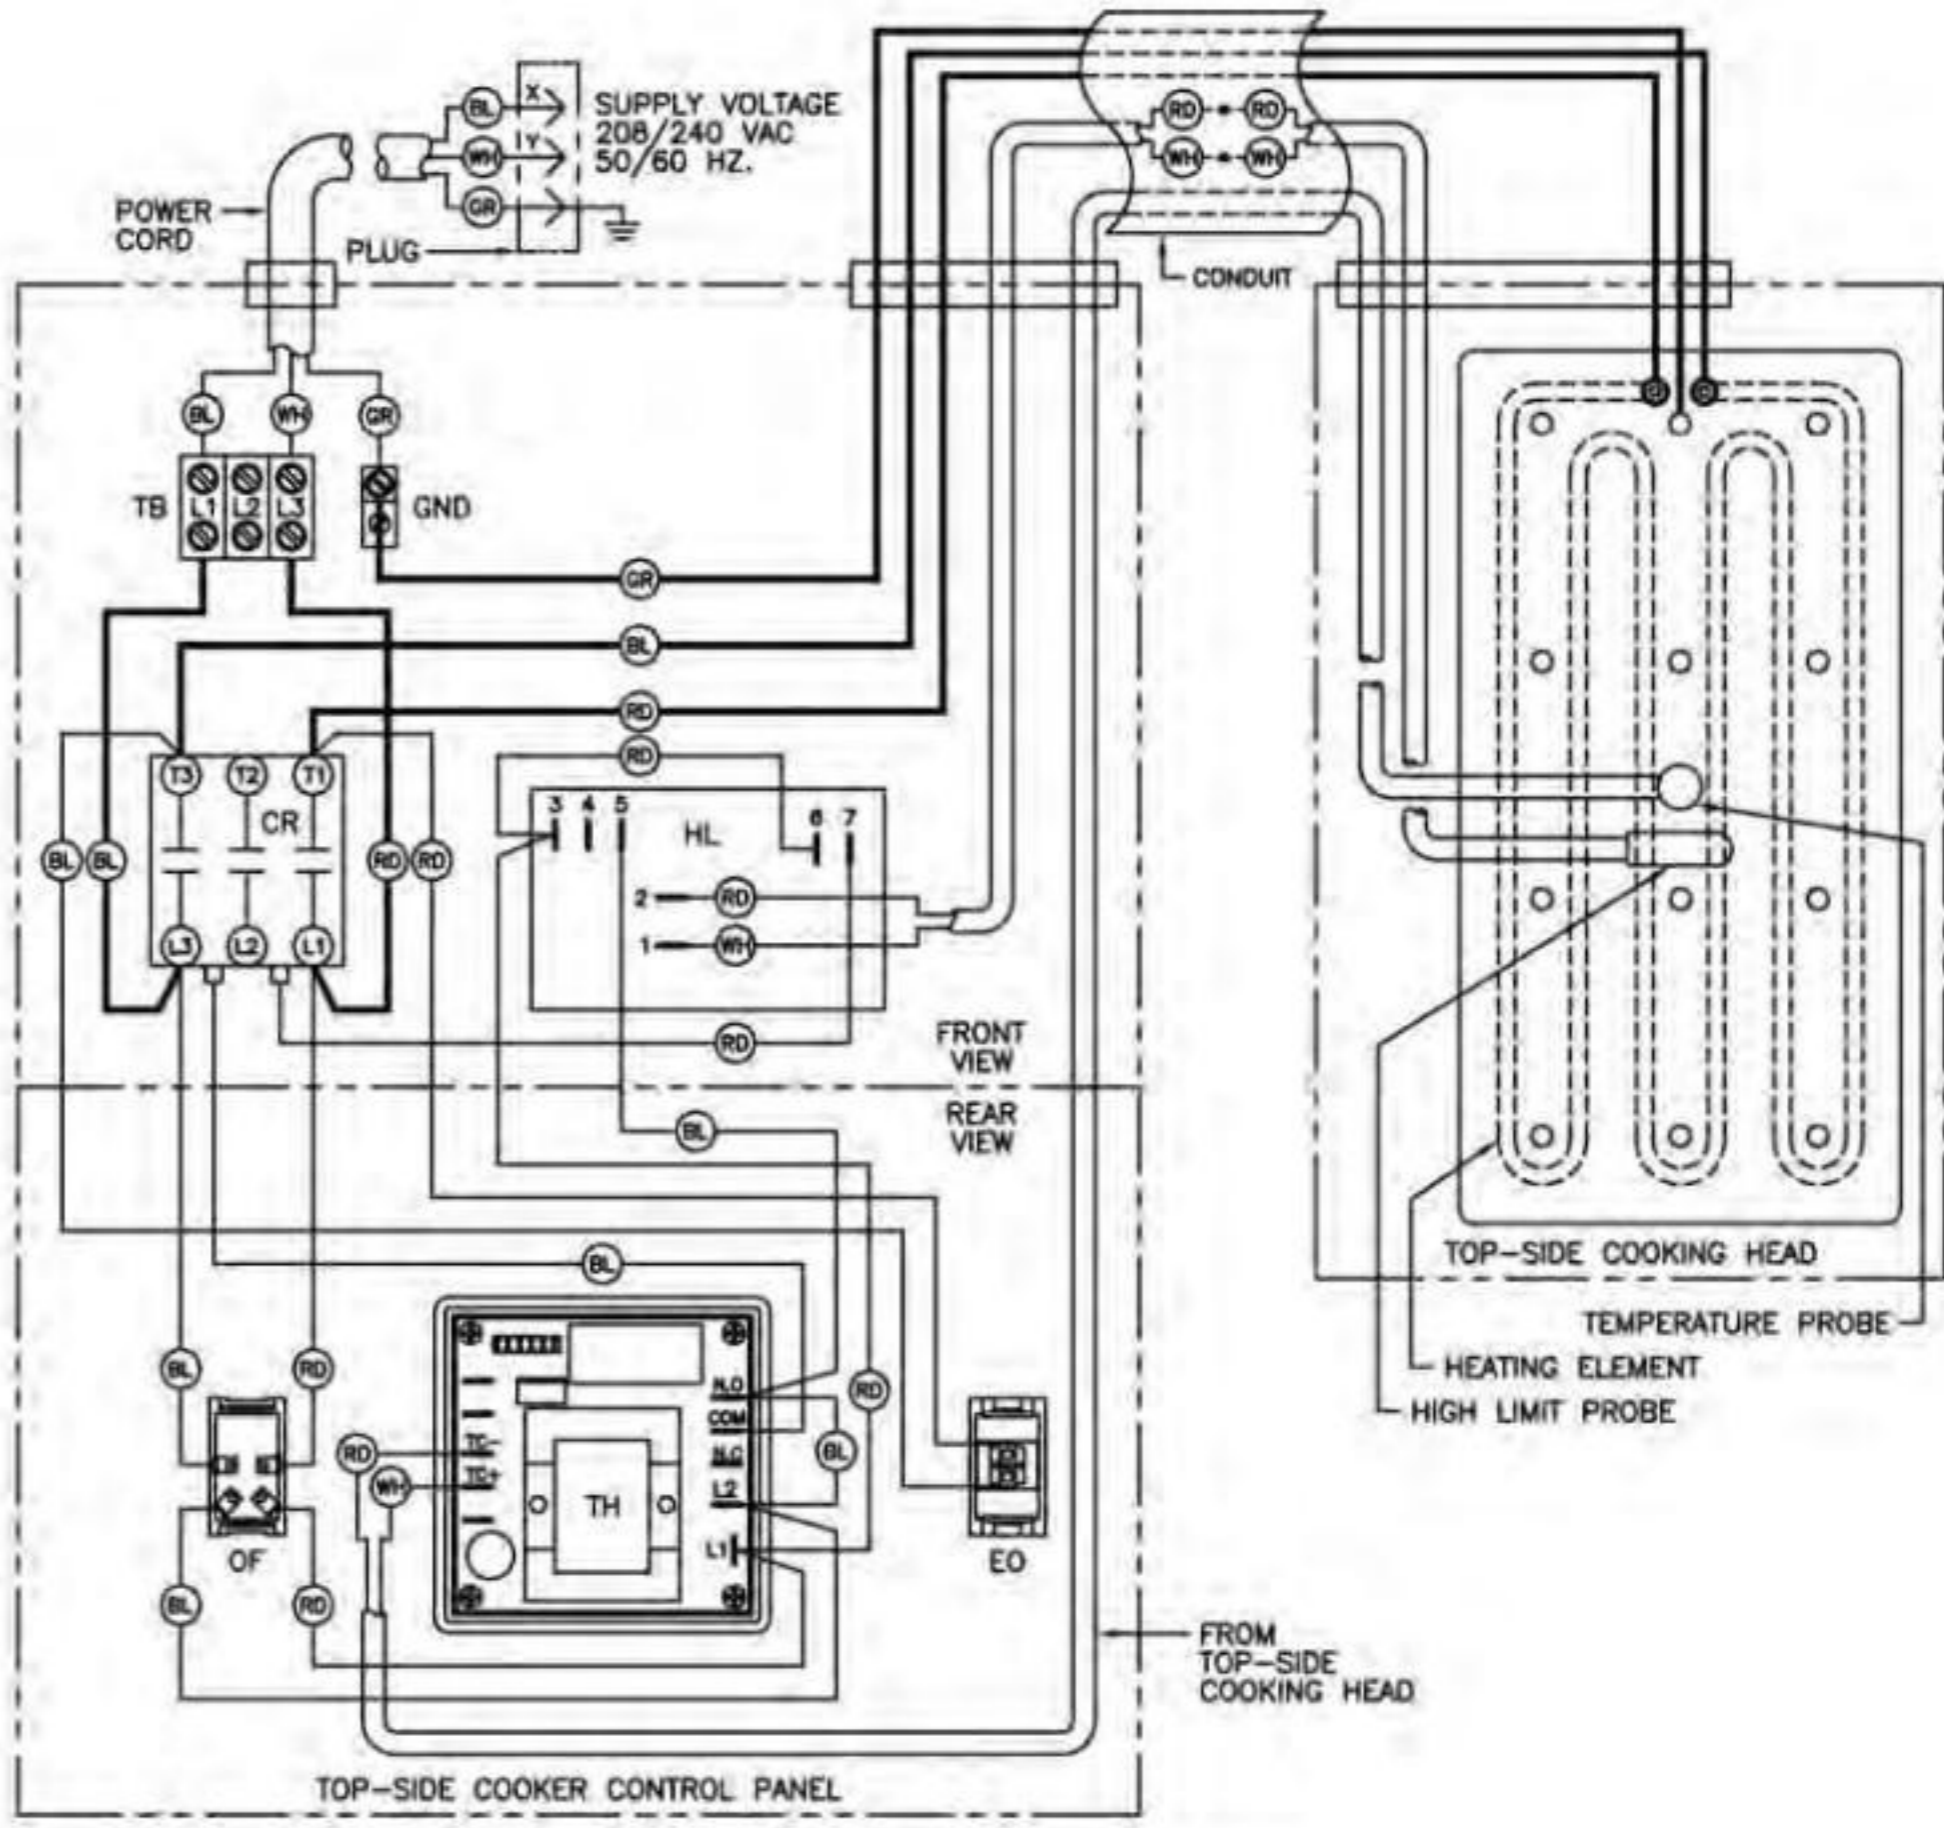 BL X
SUPPLY VOLTAGE
208/240 VAC
50/60 HZ.
WH Y
GR
POWER
CORD
PLUG
RD RD
WH WH
CONDUIT
BL WH GR
TB L1 L2 L3 GND
GR
BL
RD
RD
T3 T2 T1
CR
3 4 5 6 7
HL
BL BL RD RD
2 RD
1 WH
L3 L2 L1
RD
FRONT
VIEW
REAR
VIEW
BL
BL
TOP-SIDE COOKING HEAD
TEMPERATURE PROBE
HEATING ELEMENT
HIGH LIMIT PROBE
BL RD
N.O
COM
N.C
L2
L1
RD
BL
RD TC-
WH TC+
TH
OF
EO
BL RD
FROM
TOP-SIDE
COOKING HEAD
TOP-SIDE COOKER CONTROL PANEL